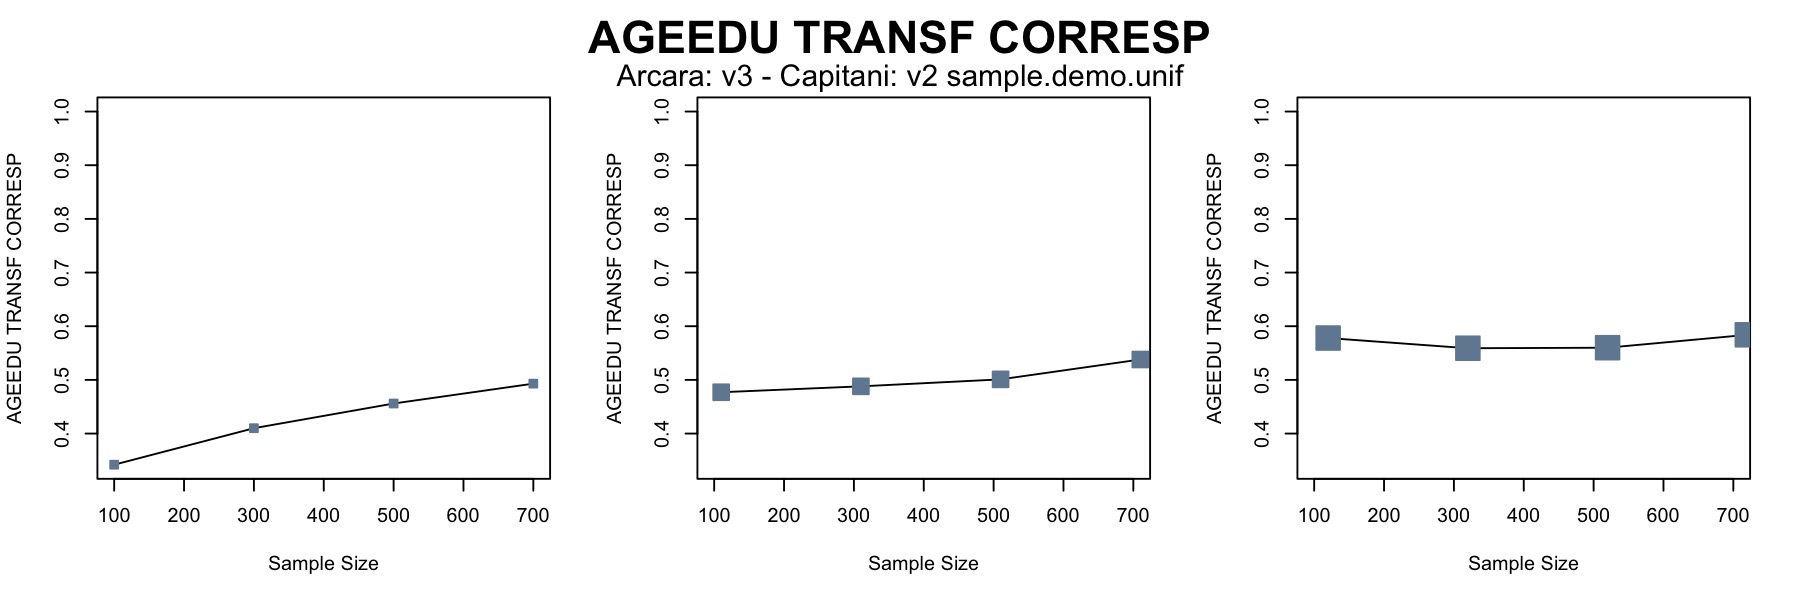 AGEEDU TRANSF CORRESP
Arcara: v3 - Capitani: v2 sample.demo.unif
AGEEDU TRANSF CORRESP
1.0
0.9
0.8
0.7
0.6
0.5
0.4
100 200 300 400 500 600 700
Sample Size
AGEEDU TRANSF CORRESP
1.0
0.9
0.8
0.7
0.6
0.5
0.4
100 200 300 400 500 600 700
Sample Size
AGEEDU TRANSF CORRESP
1.0
0.9
0.8
0.7
0.6
0.5
0.4
100 200 300 400 500 600 700
Sample Size